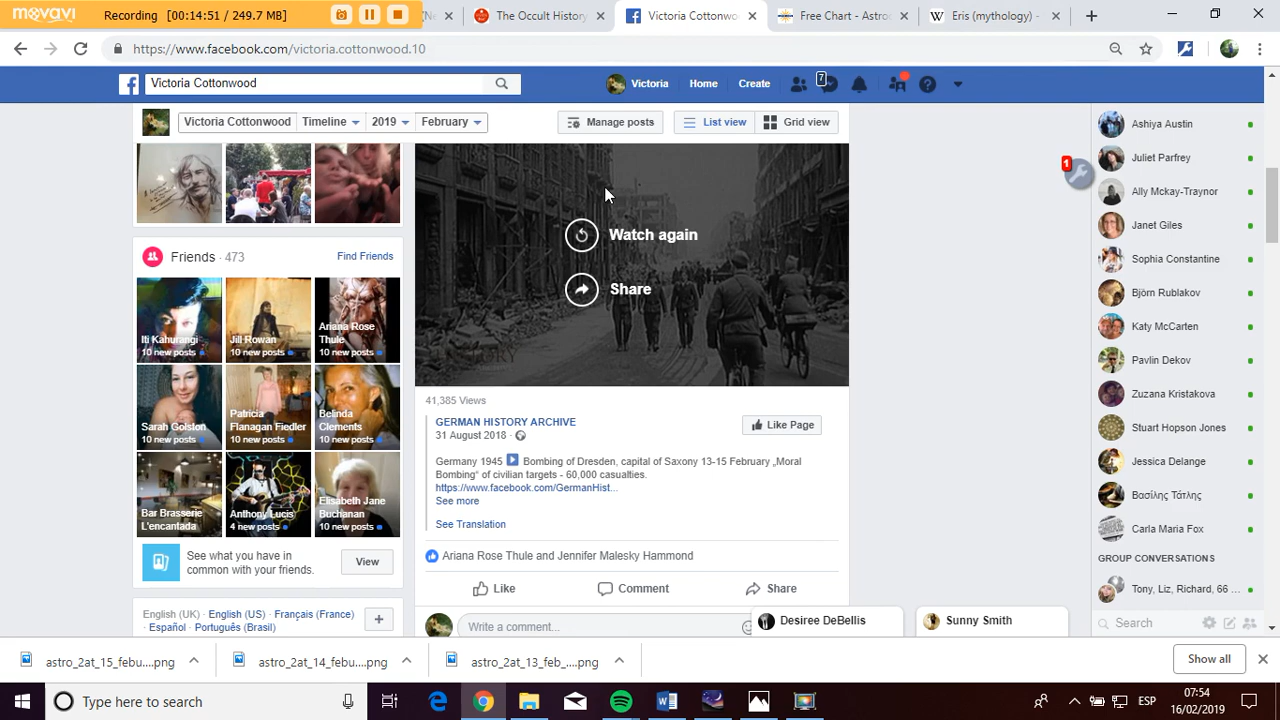 movavi
Recording
00:14:51 / 249.7 MB
The Occult History
Victoria Cottonwo
Free Chart - Astro
Eris (mythology) -
https://www.facebook.com/victoria.cottonwood.10
Victoria Cottonwood
Victoria
Home
Create
7
Victoria Cottonwood
Timeline
2019
February
Manage posts
List view
Grid view
Friends · 473
Find Friends
Iti Kahurangi
10 new posts
Jill Rowan
10 new posts
Ariana Rose
Thule
10 new posts
Sarah Golston
10 new posts
Patricia
Flanagan Fiedler
10 new posts
Belinda
Clements
10 new posts
Bar Brasserie
L'encantada
Anthony Lucis
4 new posts
Elisabeth Jane
Buchanan
10 new posts
See what you have in
common with your friends.
View
English (UK) · English (US) · Français (France)
· Español · Português (Brasil)
Watch again
Share
41,385 Views
GERMAN HISTORY ARCHIVE
31 August 2018 ·
Like Page
Germany 1945 ▶ Bombing of Dresden, capital of Saxony 13-15 February „Moral
Bombing“ of civilian targets - 60,000 casualties.
https://www.facebook.com/GermanHist...
See more
See Translation
Ariana Rose Thule and Jennifer Malesky Hammond
Like
Comment
Share
Write a comment...
Desiree DeBellis
Sunny Smith
1
Ashiya Austin
Juliet Parfrey
Ally Mckay-Traynor
Janet Giles
Sophia Constantine
Björn Rublakov
Katy McCarten
Pavlin Dekov
Zuzana Kristakova
Stuart Hopson Jones
Jessica Delange
Βασίλης Τάτλης
Carla Maria Fox
GROUP CONVERSATIONS
Tony, Liz, Richard, 66 ...
Search
astro_2at_15_febu....png
astro_2at_14_febu....png
astro_2at_13_feb_....png
Show all
Type here to search
ESP
07:54
16/02/2019